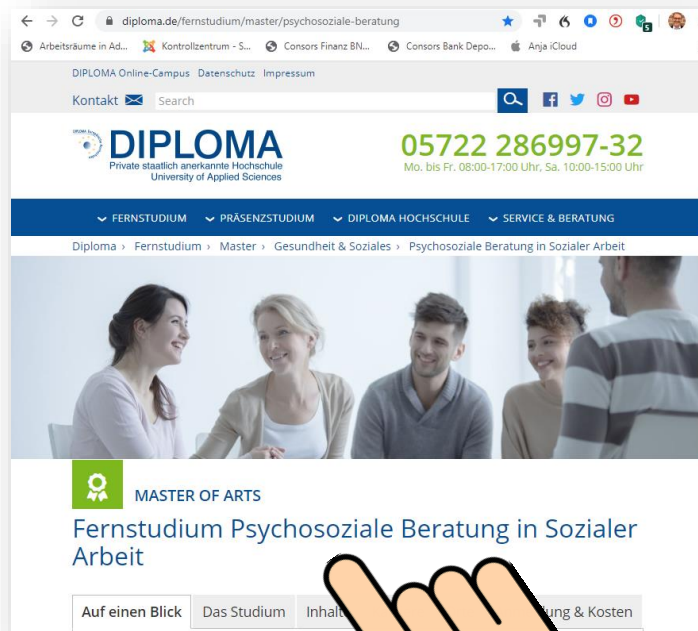 diploma.de/fernstudium/master/psychosoziale-beratung
Arbeitsräume in Ad... Kontrollzentrum - S... Consors Finanz BN... Consors Bank Depo... Anja iCloud
DIPLOMA Online-Campus Datenschutz Impressum
Kontakt Search
DIPLOMA
Private staatlich anerkannte Hochschule
University of Applied Sciences
05722 286997-32
Mo. bis Fr. 08:00-17:00 Uhr, Sa. 10:00-15:00 Uhr
FERNSTUDIUM PRÄSENZSTUDIUM DIPLOMA HOCHSCHULE SERVICE & BERATUNG
Diploma › Fernstudium › Master › Gesundheit & Soziales › Psychosoziale Beratung in Sozialer Arbeit
MASTER OF ARTS
Fernstudium Psychosoziale Beratung in Sozialer
Arbeit
Auf einen Blick Das Studium Inhalt ung & Kosten